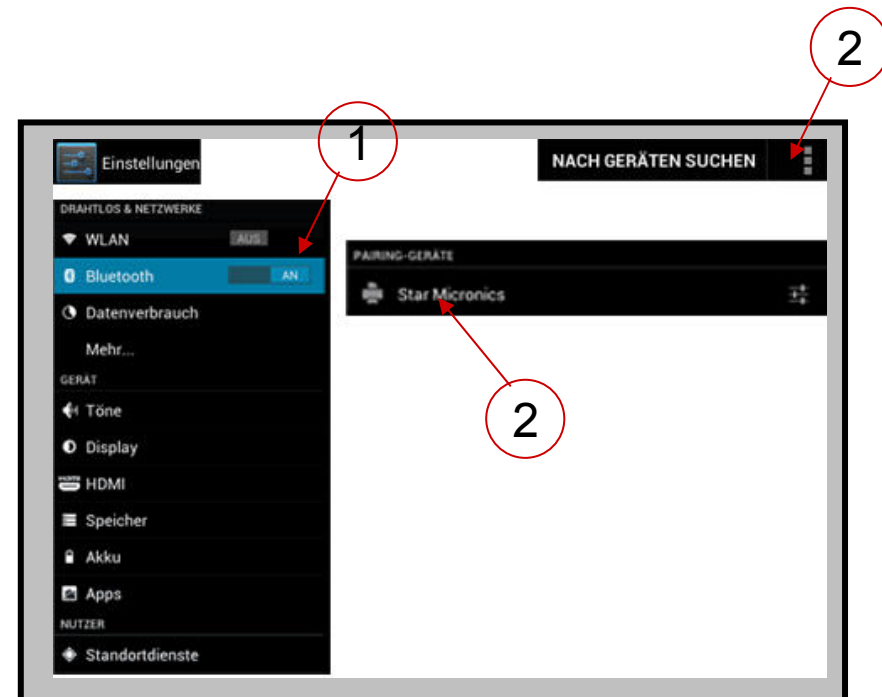 2
1
Einstellungen
NACH GERÄTEN SUCHEN
DRAHTLOS & NETZWERKE
WLAN AUS
Bluetooth AN
Datenverbrauch
Mehr...
GERÄT
Töne
Display
HDMI
Speicher
Akku
Apps
NUTZER
Standortdienste
PAIRING-GERÄTE
Star Micronics
2